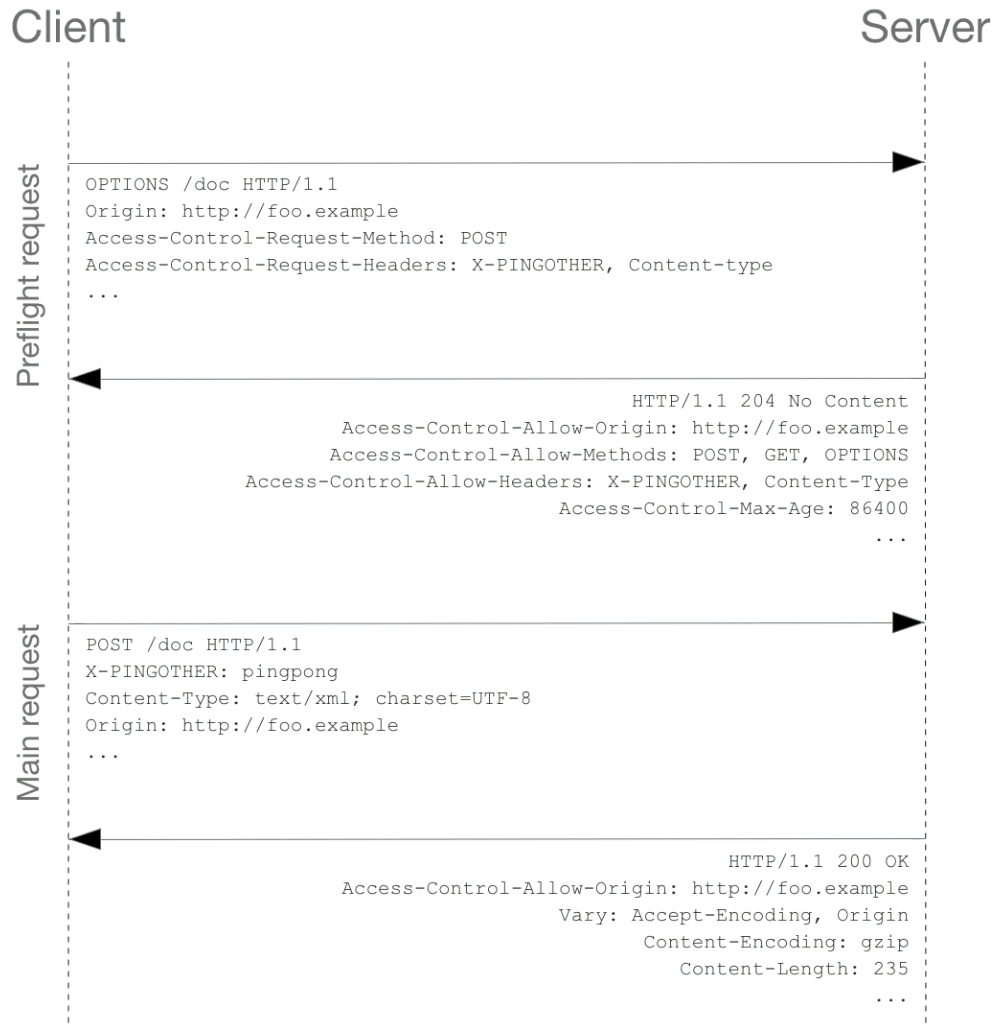 Client
Server
Preflight request
OPTIONS /doc HTTP/1.1
Origin: http://foo.example
Access-Control-Request-Method: POST
Access-Control-Request-Headers: X-PINGOTHER, Content-type
...
HTTP/1.1 204 No Content
Access-Control-Allow-Origin: http://foo.example
Access-Control-Allow-Methods: POST, GET, OPTIONS
Access-Control-Allow-Headers: X-PINGOTHER, Content-Type
Access-Control-Max-Age: 86400
...
Main request
POST /doc HTTP/1.1
X-PINGOTHER: pingpong
Content-Type: text/xml; charset=UTF-8
Origin: http://foo.example
...
HTTP/1.1 200 OK
Access-Control-Allow-Origin: http://foo.example
Vary: Accept-Encoding, Origin
Content-Encoding: gzip
Content-Length: 235
...